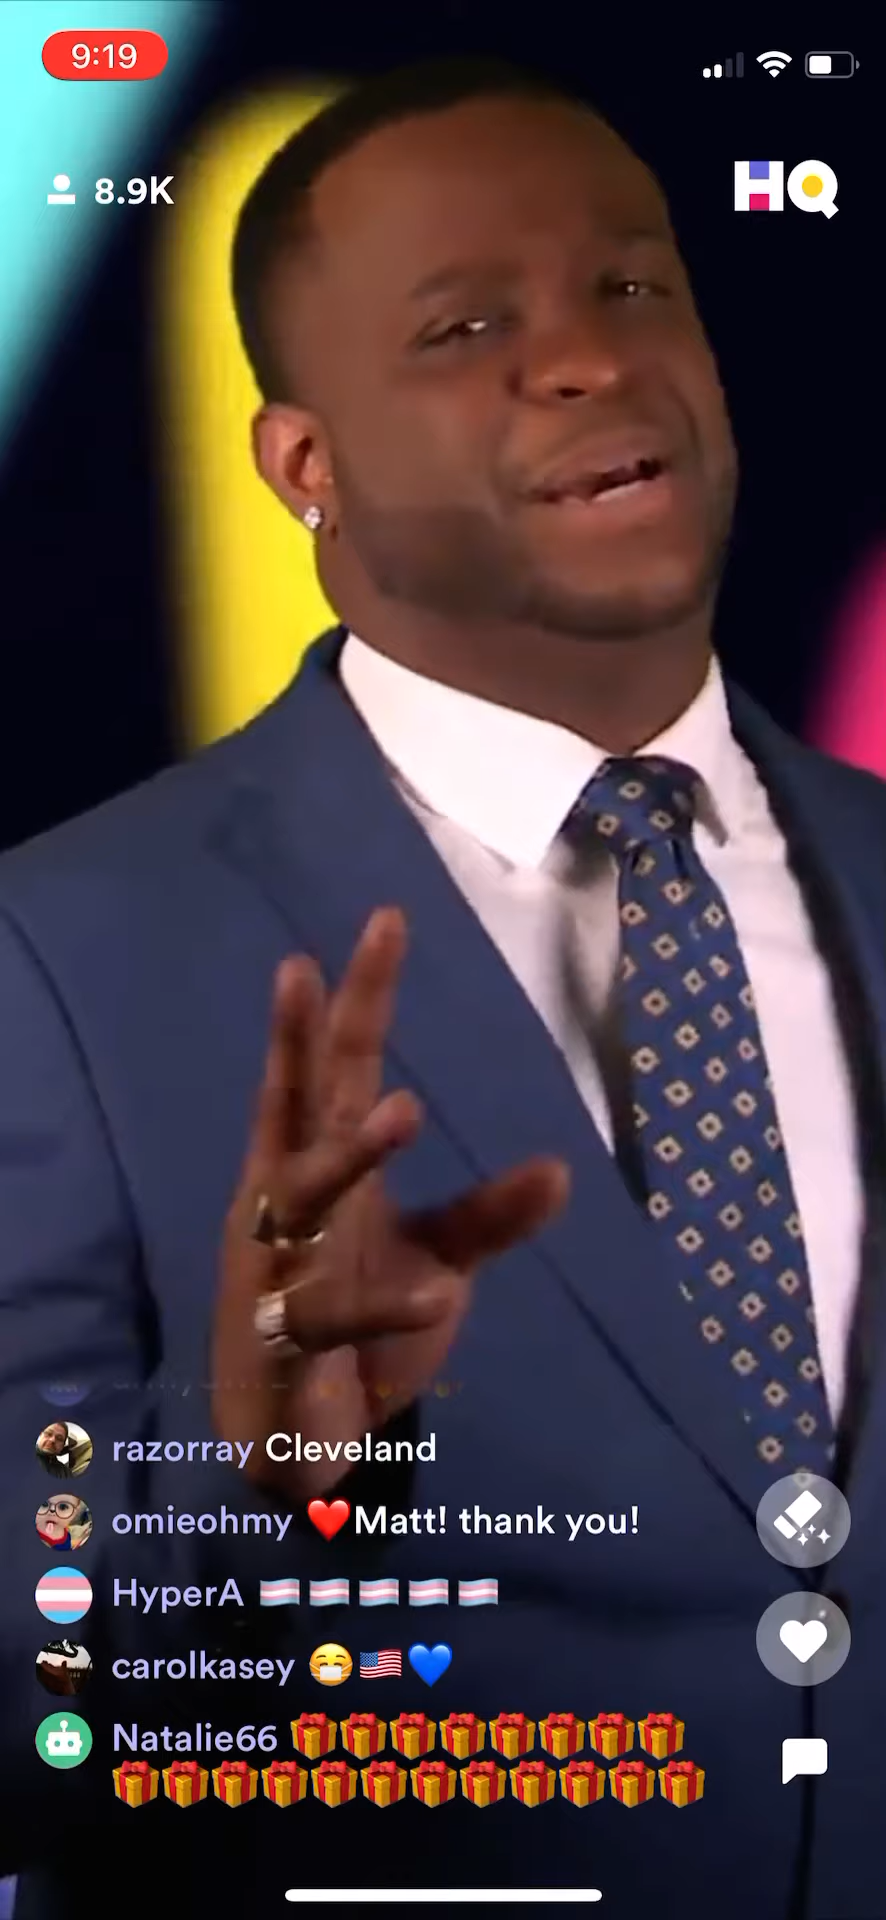 9:19
8.9K
HQ
razorray Cleveland
omieohmy ❤️Matt! thank you!
HyperA 🏳️‍⚧️🏳️‍⚧️🏳️‍⚧️🏳️‍⚧️🏳️‍⚧️
carolkasey 😷🇺🇸💙
Natalie66 🎁🎁🎁🎁🎁🎁🎁🎁
🎁🎁🎁🎁🎁🎁🎁🎁🎁🎁🎁🎁